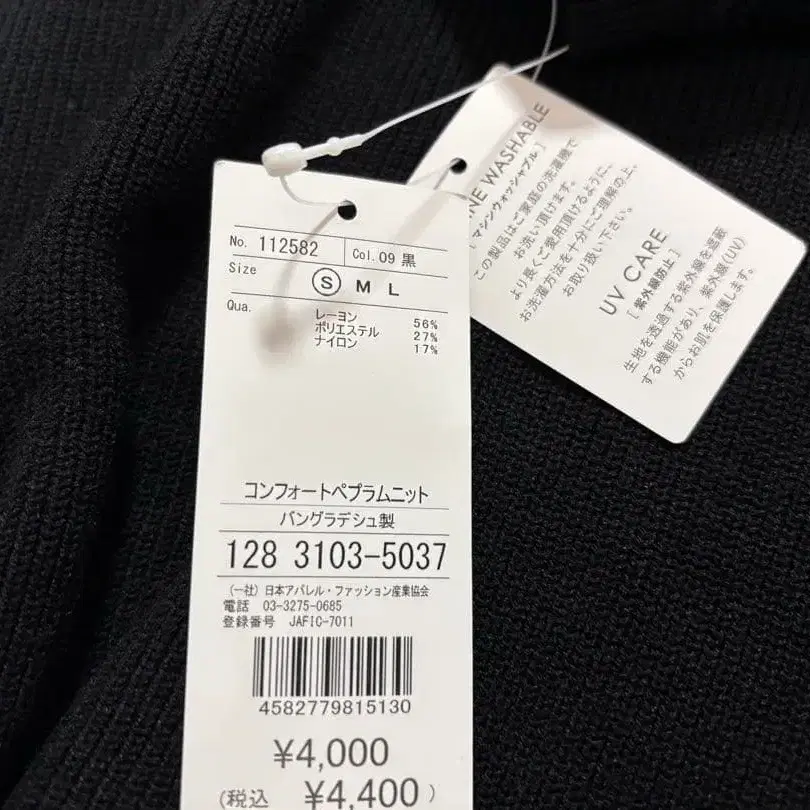 No. 112582 Col.09 黒
Size Ⓢ M L
Qua. レーヨン 56%
ポリエステル 27%
ナイロン 17%
コンフォートペプラムニット
バングラデシュ製
128 3103-5037
(一社)日本アパレル・ファッション産業協会
電話 03-3275-0685
登録番号 JAFIC-7011
4582779815130
¥4,000
(税込 ¥4,400)
WASHABLE
[マシンウォッシャブル]
この製品はご家庭の洗濯機で
お洗い頂けます。
より長くご愛用頂けるように、
お洗濯方法を十分にご理解の上、
お取り扱い下さい。
UV CARE
[紫外線防止]
生地を透過する紫外線を遮蔽
する機能があり、紫外線(UV)
からお肌を保護します。